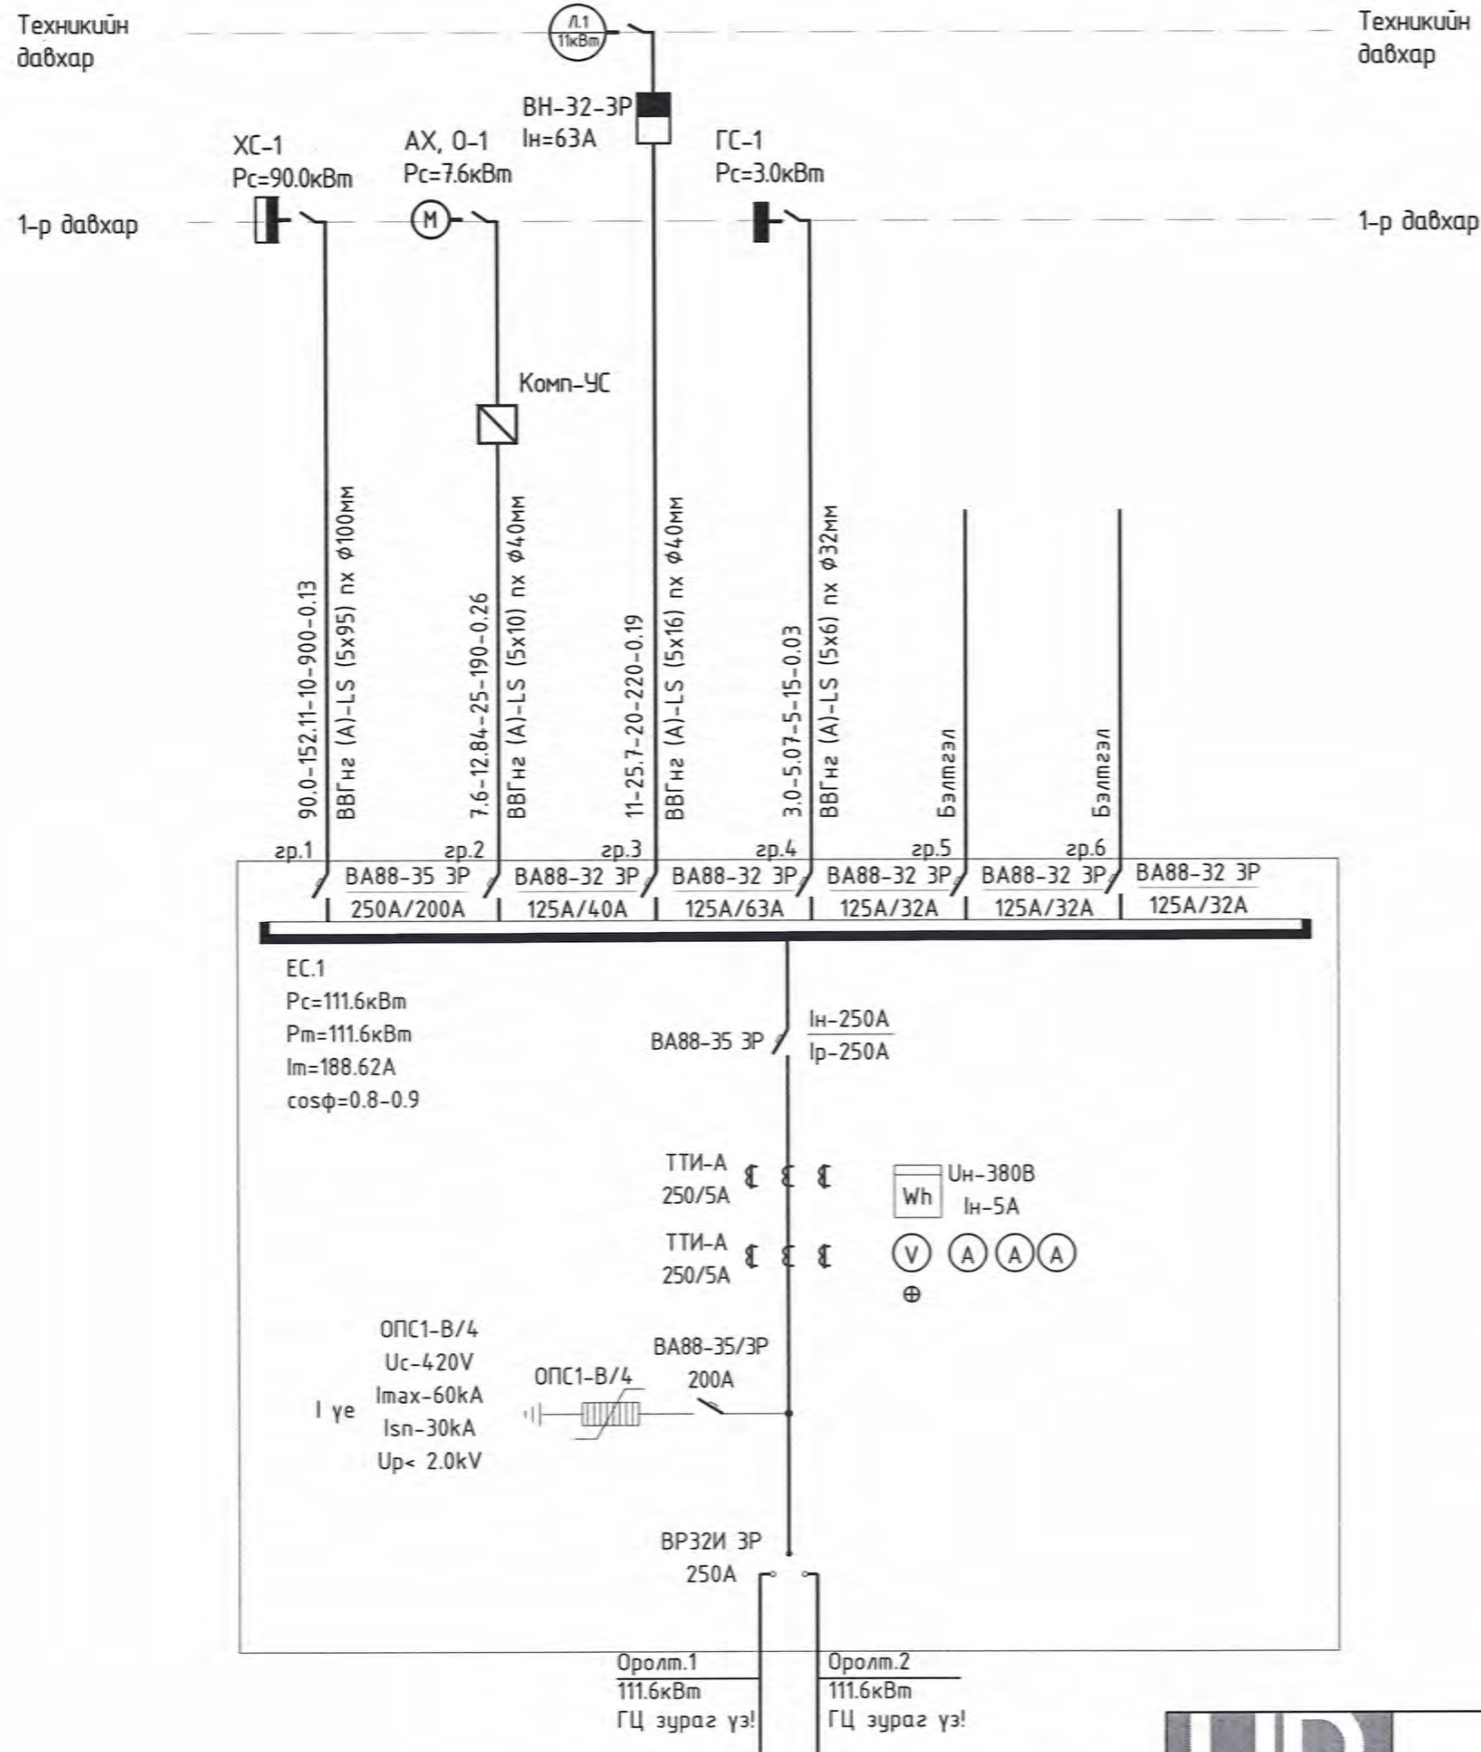 Техникийн
давхар
Л.1
11кВт
Техникийн
давхар
ВН-32-3Р
Iн=63А
ХС-1
Рс=90.0кВт
АХ, О-1
Рс=7.6кВт
ГС-1
Рс=3.0кВт
1-р давхар
М
1-р давхар
Комп-УС
90.0-152.11-10-900-0.13
ВВГнг (А)-LS (5x95) пх ф100мм
7.6-12.84-25-190-0.26
ВВГнг (А)-LS (5x10) пх ф40мм
11-25.7-20-220-0.19
ВВГнг (А)-LS (5x16) пх ф40мм
3.0-5.07-5-15-0.03
ВВГнг (А)-LS (5x6) пх ф32мм
Бэлтгэл
Бэлтгэл
гр.1
гр.2
гр.3
гр.4
гр.5
гр.6
ВА88-35 3Р
250А/200А
ВА88-32 3Р
125А/40А
ВА88-32 3Р
125А/63А
ВА88-32 3Р
125А/32А
ВА88-32 3Р
125А/32А
ВА88-32 3Р
125А/32А
ЕС.1
Рс=111.6кВт
Рт=111.6кВт
Iт=188.62А
cosф=0.8-0.9
ВА88-35 3Р
Iн-250А
Iр-250А
ТТИ-А
250/5А
Wh
Uн-380В
Iн-5А
ТТИ-А
250/5А
V
А
А
А
ОПС1-В/4
Uc-420V
Imax-60kA
Isn-30kA
Up< 2.0kV
I үе
ОПС1-В/4
ВА88-35/3Р
200А
ВР32И 3Р
250А
Оролт.1
111.6кВт
ГЦ зураг үз!
Оролт.2
111.6кВт
ГЦ зураг үз!